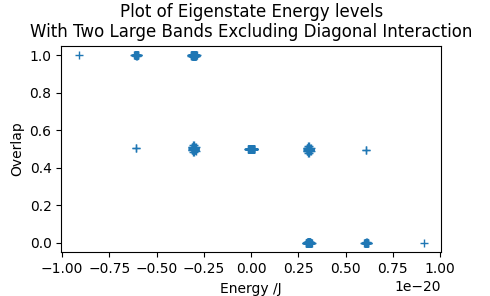 Plot of Eigenstate Energy levels
With Two Large Bands Excluding Diagonal Interaction
1.0
0.8
0.6
0.4
0.2
0.0
Overlap
−1.00 −0.75 −0.50 −0.25 0.00 0.25 0.50 0.75 1.00
1e−20
Energy /J